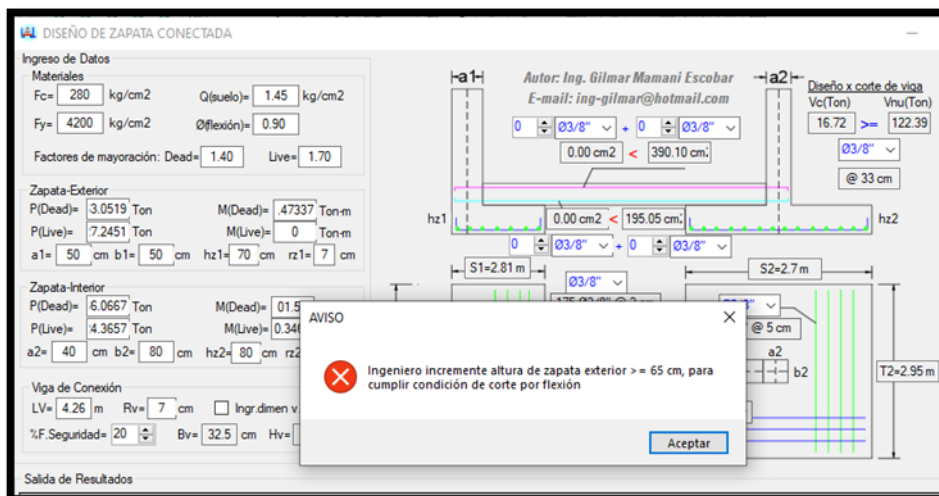 DISEÑO DE ZAPATA CONECTADA
Ingreso de Datos
Materiales
Fc= 280 kg/cm2 Q(suelo)= 1.45 kg/cm2
Fy= 4200 kg/cm2 Ø(flexión)= 0.90
Factores de mayoración: Dead= 1.40 Live= 1.70
Zapata-Exterior
P(Dead)= 3.0519 Ton M(Dead)= .47337 Ton-m
P(Live)= 7.2451 Ton M(Live)= 0 Ton-m
a1= 50 cm b1= 50 cm hz1= 70 cm rz1= 7 cm
Zapata-Interior
P(Dead)= 6.0667 Ton M(Dead)= 01.5
P(Live)= 4.3657 Ton M(Live)= 0.346
a2= 40 cm b2= 80 cm hz2= 80 cm rz2
Viga de Conexión
LV= 4.26 m Rv= 7 cm Ingr.dimen v
%F.Seguridad= 20 Bv= 32.5 cm Hv=
Salida de Resultados
a1
Autor: Ing. Gilmar Mamani Escobar
E-mail: ing-gilmar@hotmail.com
a2
Diseño x corte de viga
Vc(Ton) Vnu(Ton)
16.72 >= 122.39
Ø3/8"
@ 33 cm
0 Ø3/8" + 0 Ø3/8"
0.00 cm2 < 390.10 cm
hz1
0.00 cm2 < 195.05 cm
hz2
0 Ø3/8" + 0 Ø3/8"
S1=2.81 m
S2=2.7 m
Ø3/8"
175 Ø3/8" @ 2 cm
@ 5 cm
a2
b2
T2=2.95 m
AVISO
Ingeniero incremente altura de zapata exterior >= 65 cm, para
cumplir condición de corte por flexión
Aceptar